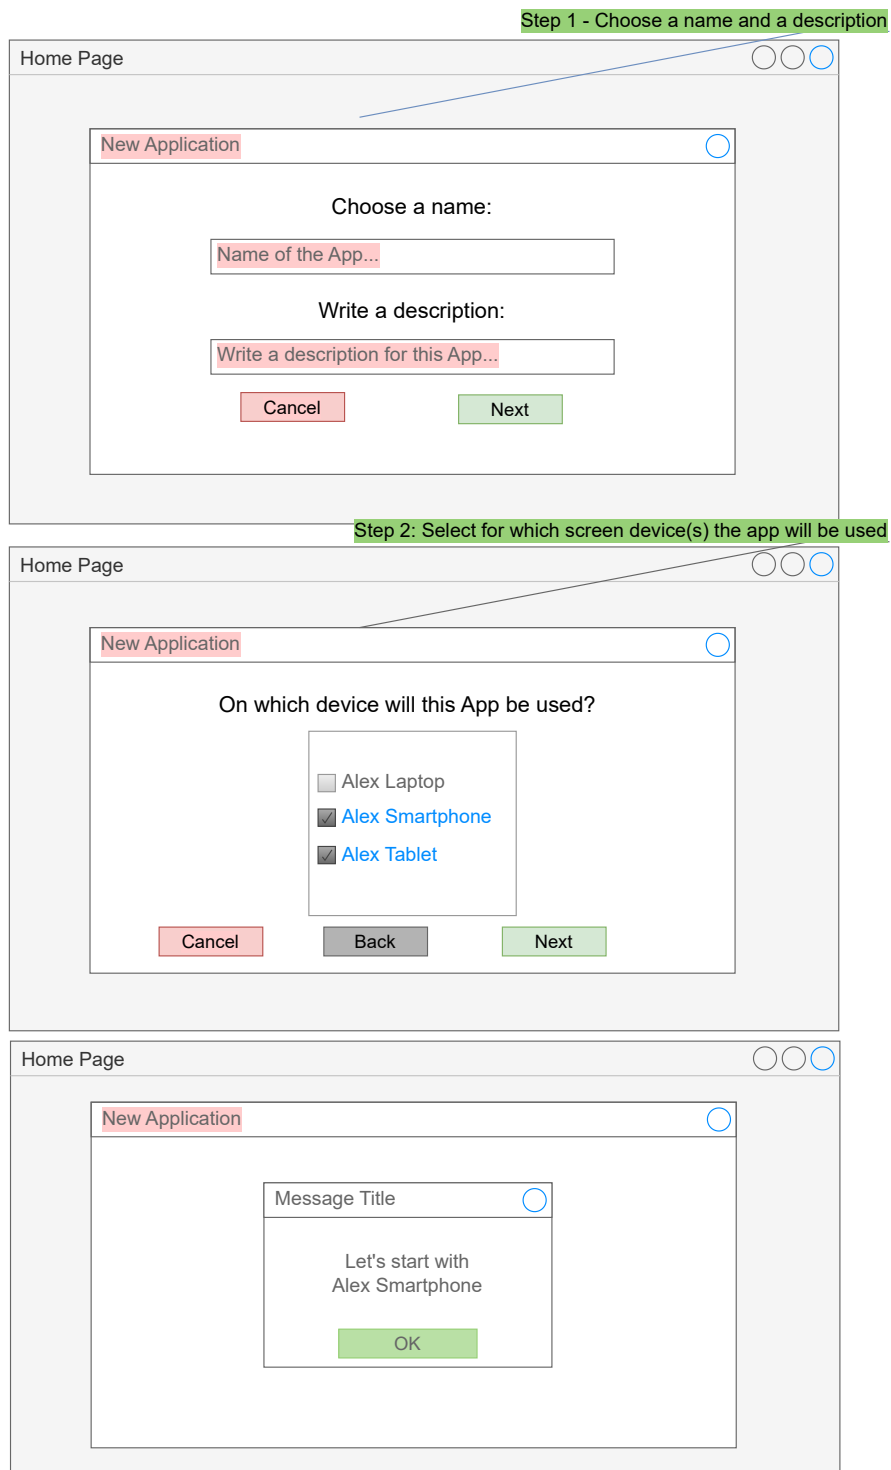 Step 1 - Choose a name and a description
Home Page
New Application
Choose a name:
Name of the App...
Write a description:
Write a description for this App...
Cancel
Next
Step 2: Select for which screen device(s) the app will be used
Home Page
New Application
On which device will this App be used?
Alex Laptop
Alex Smartphone
Alex Tablet
Cancel
Back
Next
Home Page
New Application
Message Title
Let's start with
Alex Smartphone
OK